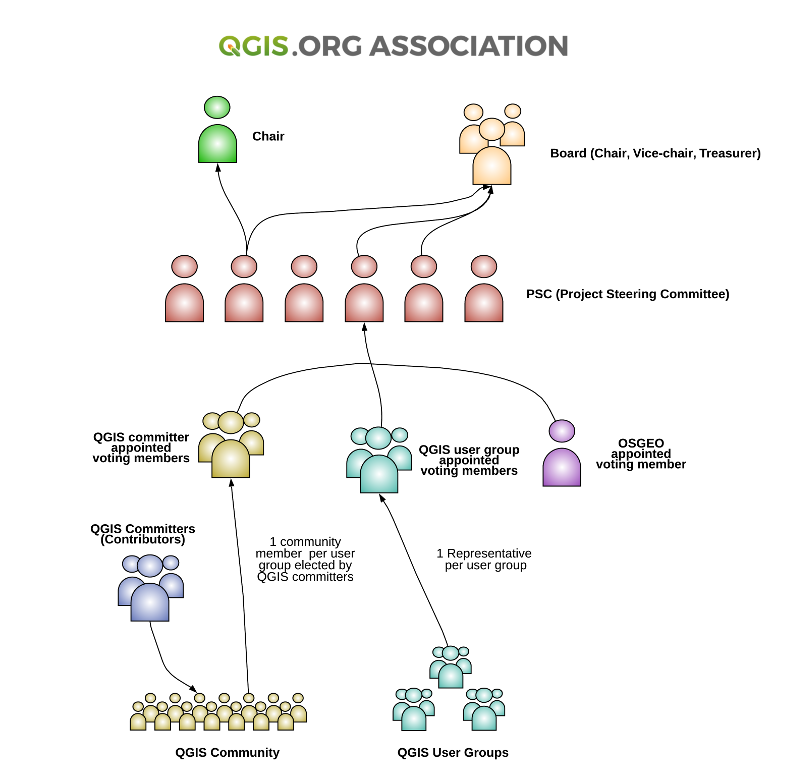 QGIS.ORG ASSOCIATION
Chair
Board (Chair, Vice-chair, Treasurer)
PSC (Project Steering Committee)
QGIS committer
appointed
voting members
QGIS user group
appointed
voting members
OSGEO
appointed
voting member
QGIS Committers
(Contributors)
1 community
member per user
group elected by
QGIS committers
1 Representative
per user group
QGIS Community
QGIS User Groups